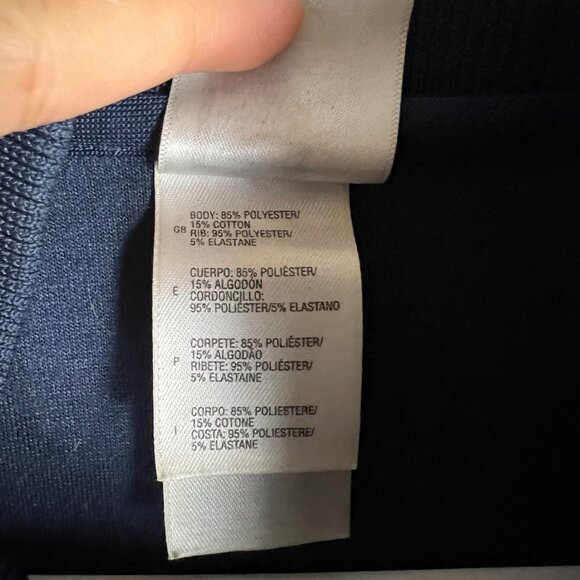 BODY: 85% POLYESTER/
15% COTTON
GB RIB: 95% POLYESTER/
5% ELASTANE
CUERPO: 85% POLIÉSTER/
E 15% ALGODÓN
CORDONCILLO:
95% POLIÉSTER/5% ELASTANO
CORPETE: 85% POLIÉSTER/
P 15% ALGODÃO
RIBETE: 95% POLIÉSTER/
5% ELASTAINE
CORPO: 85% POLIESTERE/
I 15% COTONE
COSTA: 95% POLIESTERE/
5% ELASTANE